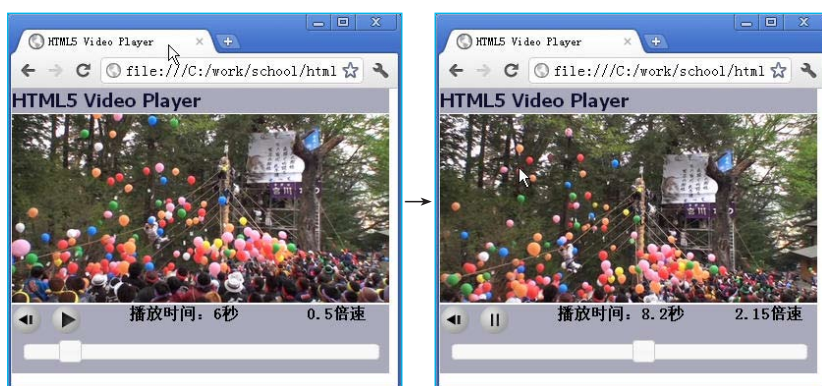 HTML5 Video Player
file:///C:/work/school/html
HTML5 Video Player
播放时间：6秒 0.5倍速
HTML5 Video Player
file:///C:/work/school/html
HTML5 Video Player
播放时间：8.2秒 2.15倍速